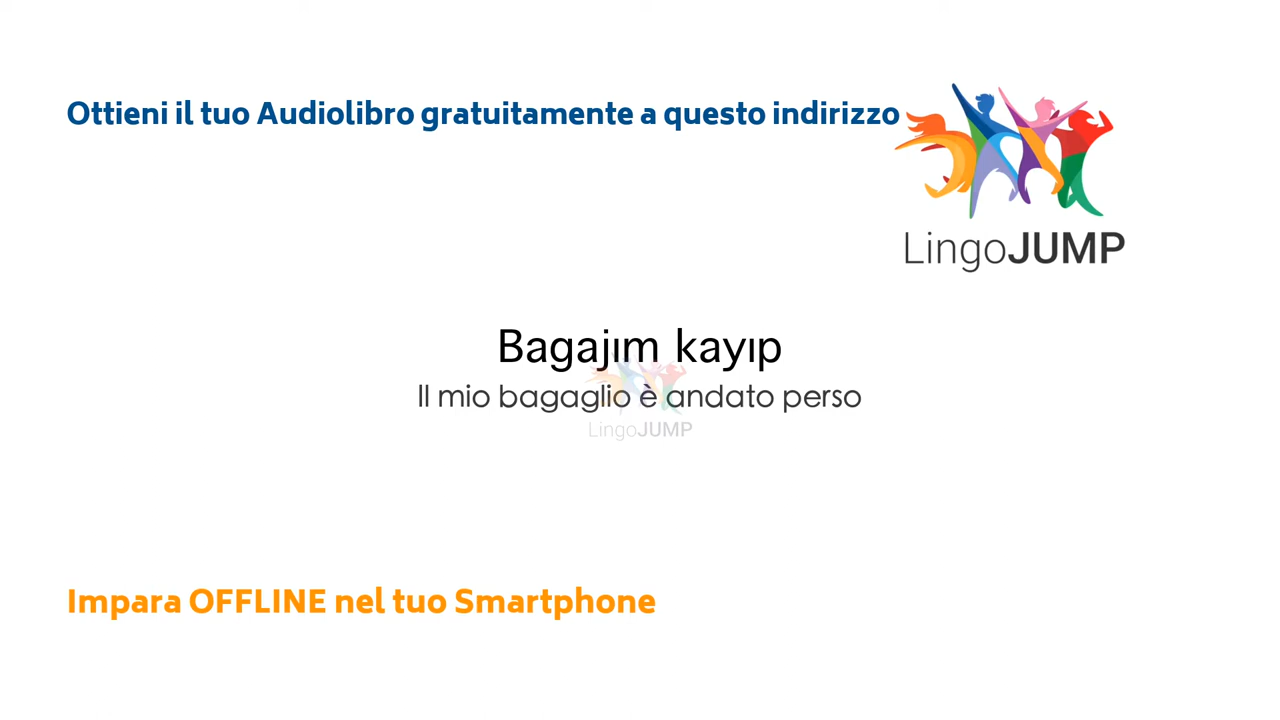 Ottieni il tuo Audiolibro gratuitamente a questo indirizzo
LingoJUMP
Bagajım kayıp
Il mio bagaglio è andato perso
LingoJUMP
Impara OFFLINE nel tuo Smartphone